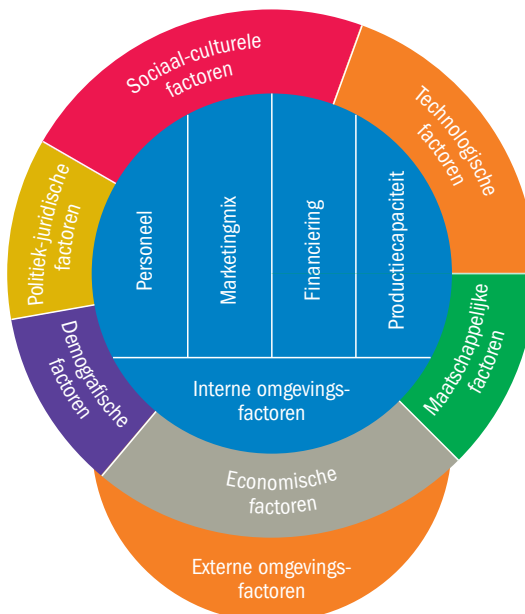 Sociaal-culturele
factoren
Technologische
factoren
Politiek-juridische
factoren
Personeel
Marketingmix
Financiering
Productiecapaciteit
Demografische
factoren
Maatschappelijke
factoren
Interne omgevings-
factoren
Economische
factoren
Externe omgevings-
factoren